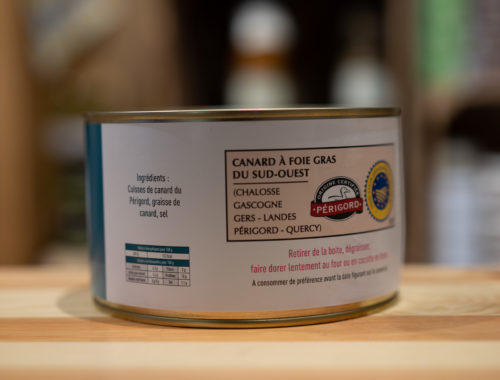 Ingrédients :
Cuisses de canard du
Périgord, graisse de
canard, sel
CANARD À FOIE GRAS
DU SUD-OUEST
(CHALOSSE
GASCOGNE
GERS - LANDES
PÉRIGORD - QUERCY)
ORIGINE CERTIFIÉE
PÉRIGORD
Retirer de la boite, dégraisser,
faire dorer lentement au four ou en cocotte
A consommer de préférence avant la date figurant sur le couvercle